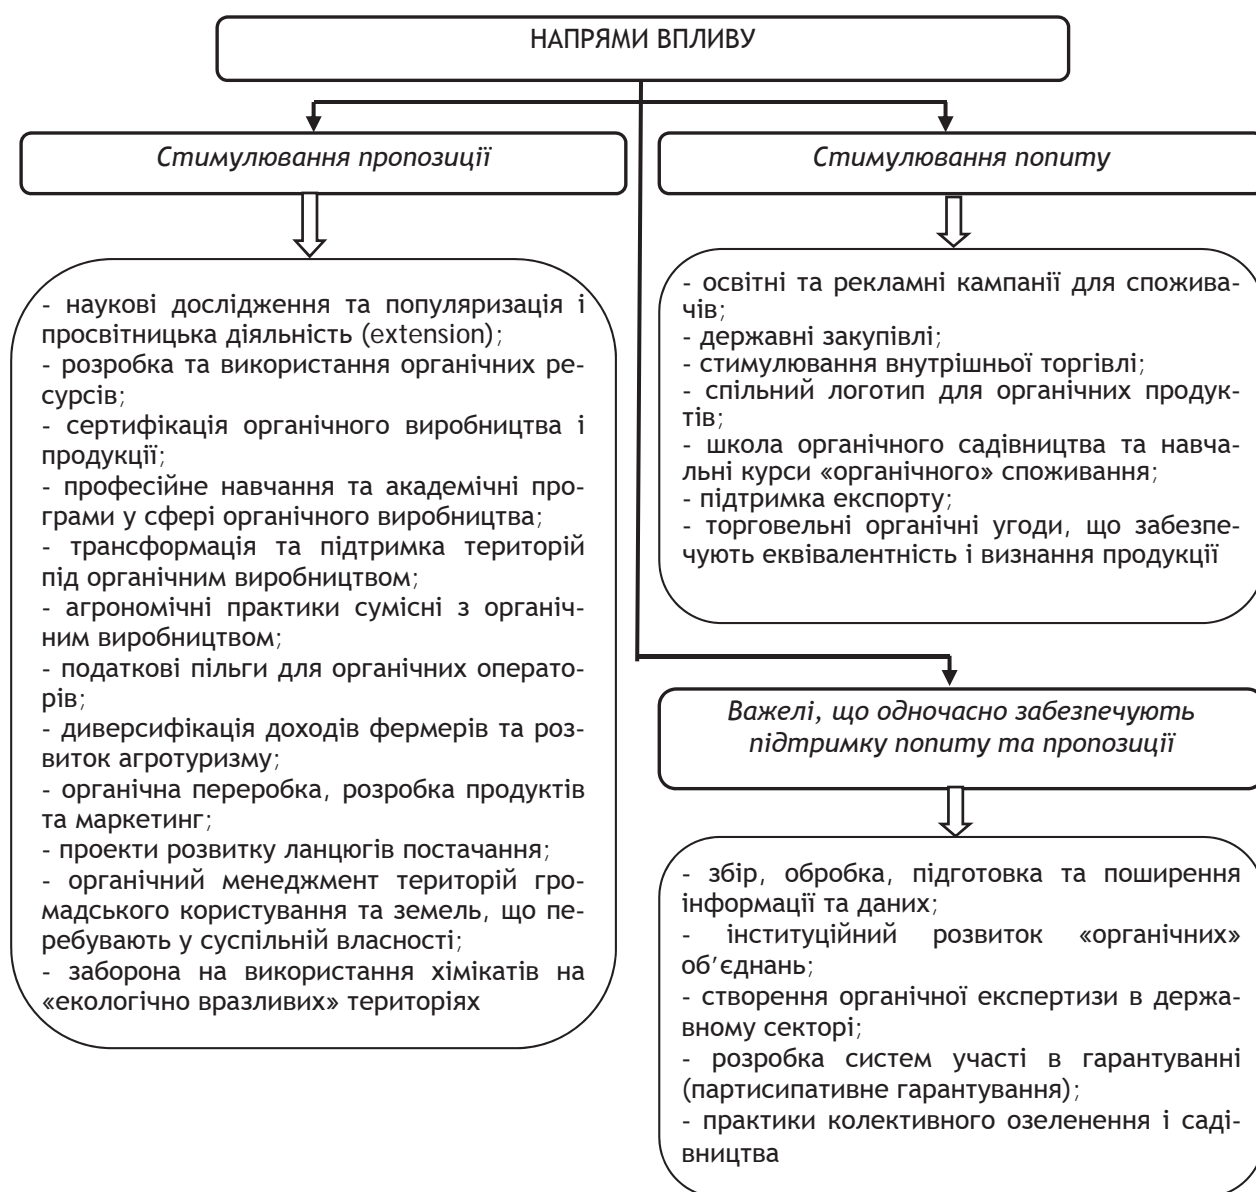 НАПРЯМИ ВПЛИВУ
Стимулювання пропозиції
- наукові дослідження та популяризація і
просвітницька діяльність (extension);
- розробка та використання органічних ре-
сурсів;
- сертифікація органічного виробництва і
продукції;
- професійне навчання та академічні про-
грами у сфері органічного виробництва;
- трансформація та підтримка територій
під органічним виробництвом;
- агрономічні практики сумісні з органіч-
ним виробництвом;
- податкові пільги для органічних операто-
рів;
- диверсифікація доходів фермерів та роз-
виток агротуризму;
- органічна переробка, розробка продуктів
та маркетинг;
- проекти розвитку ланцюгів постачання;
- органічний менеджмент територій гро-
мадського користування та земель, що пе-
ребувають у суспільній власності;
- заборона на використання хімікатів на
«екологічно вразливих» територіях
Стимулювання попиту
- освітні та рекламні кампанії для спожива-
чів;
- державні закупівлі;
- стимулювання внутрішньої торгівлі;
- спільний логотип для органічних продук-
тів;
- школа органічного садівництва та навча-
льні курси «органічного» споживання;
- підтримка експорту;
- торговельні органічні угоди, що забезпе-
чують еквівалентність і визнання продукції
Важелі, що одночасно забезпечують
підтримку попиту та пропозиції
- збір, обробка, підготовка та поширення
інформації та даних;
- інституційний розвиток «органічних»
об’єднань;
- створення органічної експертизи в держа-
вному секторі;
- розробка систем участі в гарантуванні
(партисипативне гарантування);
- практики колективного озеленення і саді-
вництва